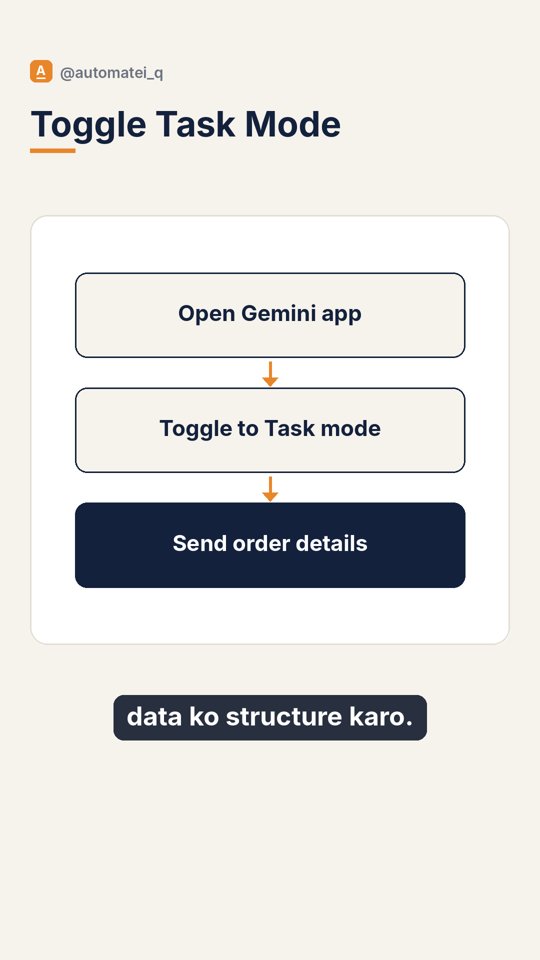 A
@automatei_q
Toggle Task Mode
Open Gemini app
Toggle to Task mode
Send order details
data ko structure karo.